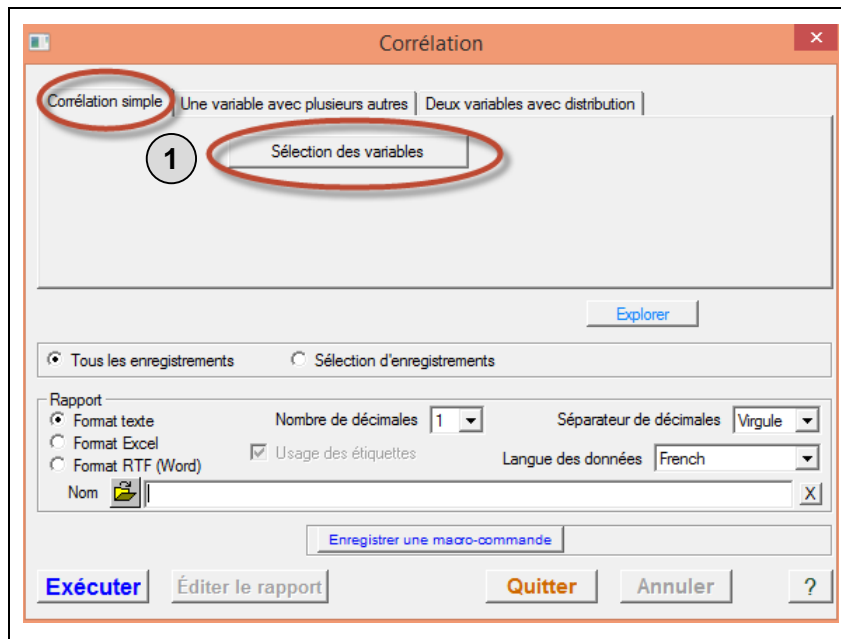 Corrélation
x
Corrélation simple Une variable avec plusieurs autres Deux variables avec distribution
1 Sélection des variables
Explorer
Tous les enregistrements Sélection d'enregistrements
Rapport
Format texte Nombre de décimales 1 Séparateur de décimales Virgule
Format Excel
Usage des étiquettes Langue des données French
Format RTF (Word)
Nom X
Enregistrer une macro-commande
Exécuter Éditer le rapport Quitter Annuler ?